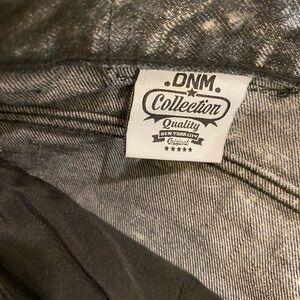 .DNM.
Collection
Quality
NEW YORK CITY
Original